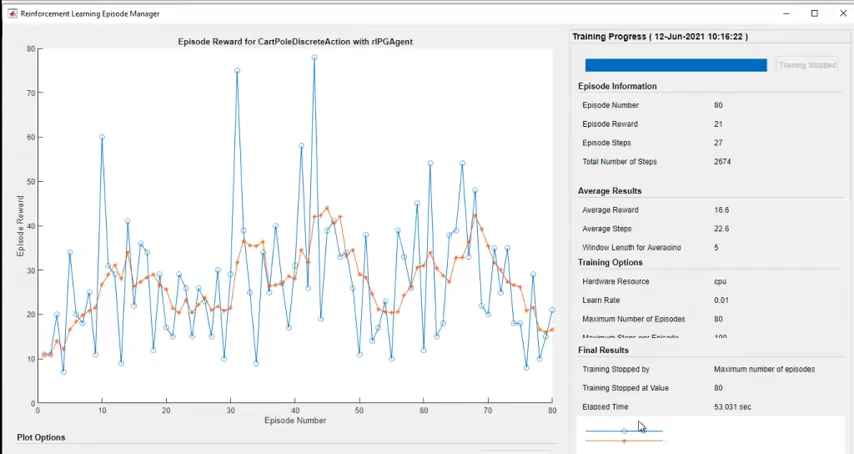 Reinforcement Learning Episode Manager
Episode Reward for CartPoleDiscreteAction with rlPGAgent
80
70
60
50
40
30
20
10
0
Episode Reward
0 10 20 30 40 50 60 70 80
Episode Number
Plot Options
Training Progress ( 12-Jun-2021 10:16:22 )
Training Stopped
Episode Information
Episode Number 80
Episode Reward 21
Episode Steps 27
Total Number of Steps 2674
Average Results
Average Reward 16.6
Average Steps 22.6
Window Length for Averaging 5
Training Options
Hardware Resource cpu
Learn Rate 0.01
Maximum Number of Episodes 80
Maximum Steps per Episode 100
Final Results
Training Stopped by Maximum number of episodes
Training Stopped at Value 80
Elapsed Time 53.031 sec